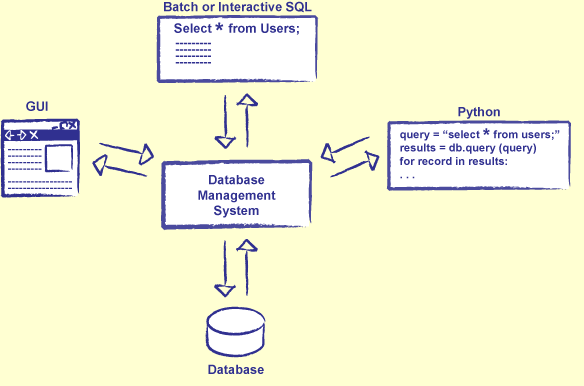 Batch or Interactive SQL
Select * from Users;
GUI
Python
query = “select * from users;”
results = db.query (query)
for record in results:
. . .
Database
Management
System
Database